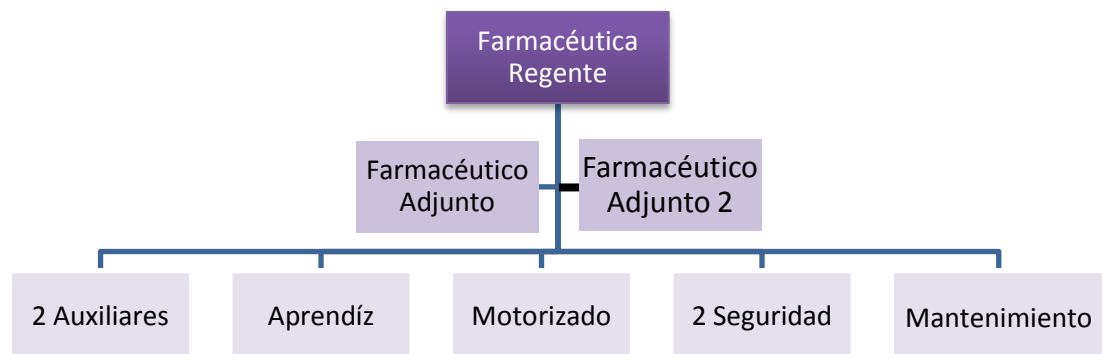 Farmacéutica
Regente
Farmacéutico
Adjunto
Farmacéutico
Adjunto 2
2 Auxiliares
Aprendíz
Motorizado
2 Seguridad
Mantenimiento